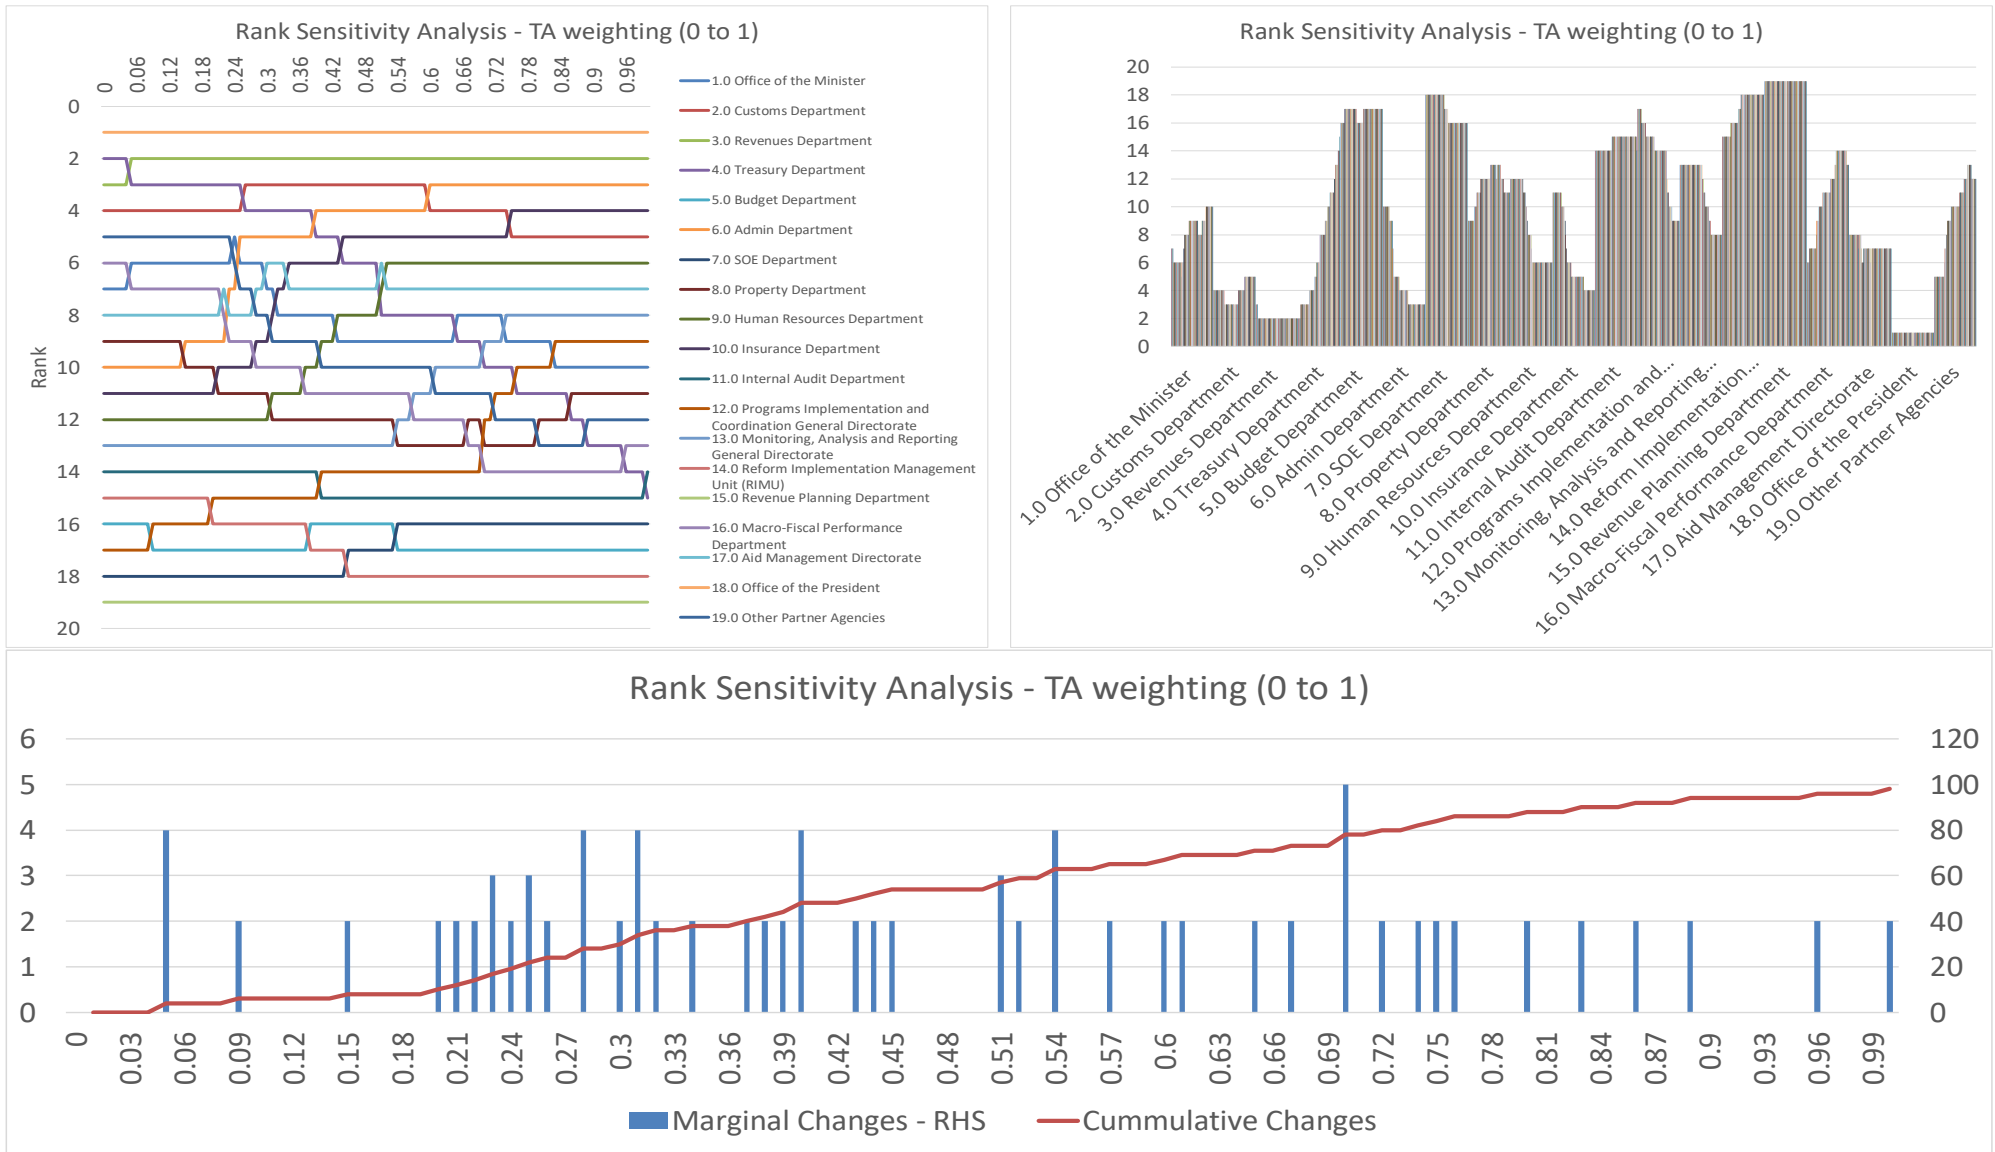 Rank Sensitivity Analysis - TA weighting (0 to 1)
0 0.06 0.12 0.18 0.24 0.3 0.36 0.42 0.48 0.54 0.6 0.66 0.72 0.78 0.84 0.9 0.96
0
2
4
6
8
10
12
14
16
18
20
Rank
1.0 Office of the Minister
2.0 Customs Department
3.0 Revenues Department
4.0 Treasury Department
5.0 Budget Department
6.0 Admin Department
7.0 SOE Department
8.0 Property Department
9.0 Human Resources Department
10.0 Insurance Department
11.0 Internal Audit Department
12.0 Programs Implementation and
Coordination General Directorate
13.0 Monitoring, Analysis and Reporting
General Directorate
14.0 Reform Implementation Management
Unit (RIMU)
15.0 Revenue Planning Department
16.0 Macro-Fiscal Performance
Department
17.0 Aid Management Directorate
18.0 Office of the President
19.0 Other Partner Agencies
Rank Sensitivity Analysis - TA weighting (0 to 1)
20
18
16
14
12
10
8
6
4
2
0
1.0 Office of the Minister
2.0 Customs Department
3.0 Revenues Department
4.0 Treasury Department
5.0 Budget Department
6.0 Admin Department
7.0 SOE Department
8.0 Property Department
9.0 Human Resources Department
10.0 Insurance Department
11.0 Internal Audit Department
12.0 Programs Implementation and...
13.0 Monitoring, Analysis and Reporting...
14.0 Reform Implementation...
15.0 Revenue Planning Department
16.0 Macro-Fiscal Performance Department
17.0 Aid Management Directorate
18.0 Office of the President
19.0 Other Partner Agencies
Rank Sensitivity Analysis - TA weighting (0 to 1)
6 120
5 100
4 80
3 60
2 40
1 20
0 0
0 0.03 0.06 0.09 0.12 0.15 0.18 0.21 0.24 0.27 0.3 0.33 0.36 0.39 0.42 0.45 0.48 0.51 0.54 0.57 0.6 0.63 0.66 0.69 0.72 0.75 0.78 0.81 0.84 0.87 0.9 0.93 0.96 0.99
Marginal Changes - RHS Cummulative Changes